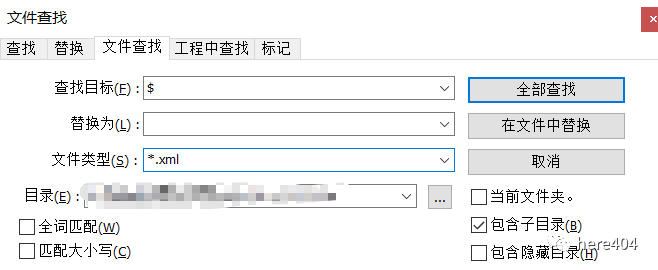 文件查找
查找 替换 文件查找 工程中查找 标记
查找目标(F) : $ 全部查找
替换为(L) : 在文件中替换
文件类型(S) : *.xml 取消
目录(E) : ... 当前文件夹。
全词匹配(W) 包含子目录(B)
匹配大小写(C) 包含隐藏目录(H)
here404